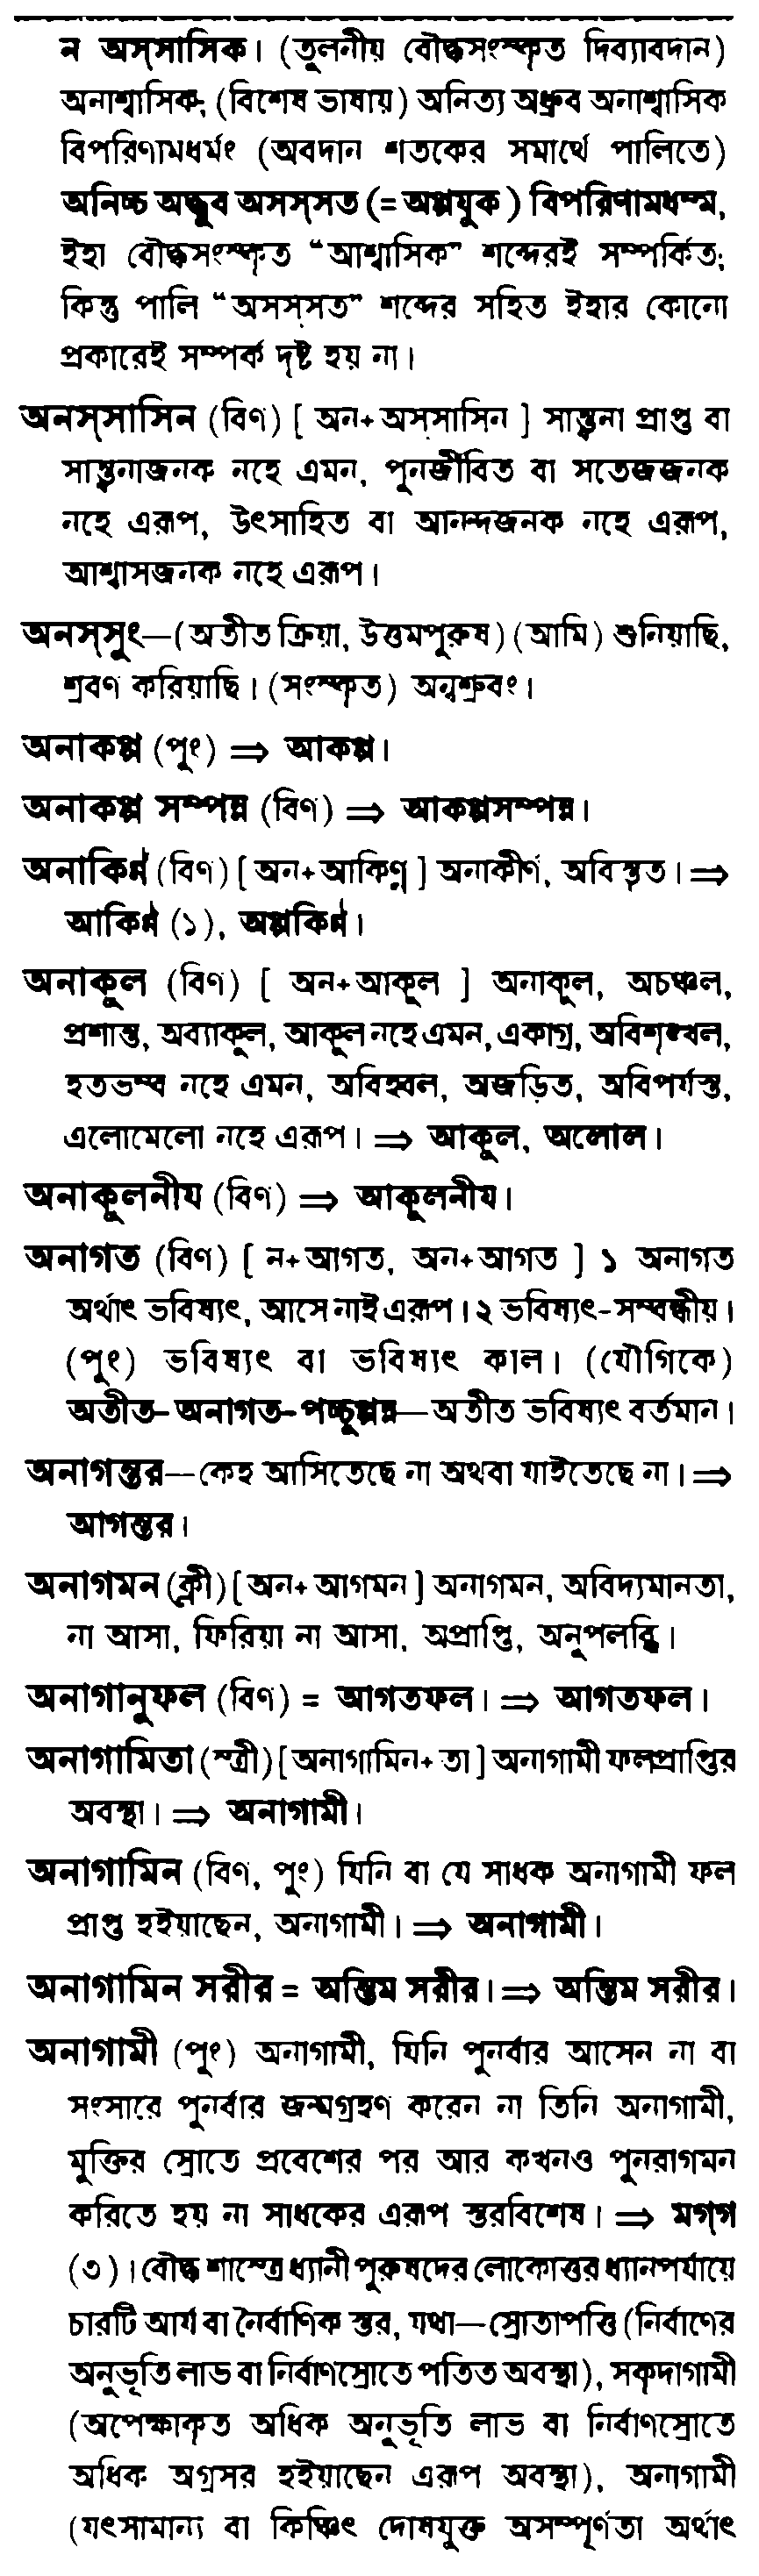 ন অস্‌সাসিক। (তুলনীয় বৌদ্ধসংস্কৃত দিব্যাবদান)
অনাশ্বাসিক; (বিশেষ ভাষায়) অনিত্য অধ্রুব অনাশ্বাসিক
বিপরিণামধর্মং (অবদান শতকের সমার্থে পালিতে)
অনিচ্চ অদ্ধুব অসস্‌সত (= অপ্পযুক) বিপরিণামধম্ম,
ইহা বৌদ্ধসংস্কৃত “আশ্বাসিক” শব্দেরই সম্পর্কিত;
কিন্তু পালি “অসস্‌সত” শব্দের সহিত ইহার কোনো
প্রকারেই সম্পর্ক দৃষ্ট হয় না।
অনস্‌সাসিন (বিণ) [ অন+অস্‌সাসিন ] সান্ত্বনা প্রাপ্ত বা
সান্ত্বনাজনক নহে এমন, পুনর্জীবিত বা সতেজজনক
নহে এরূপ, উৎসাহিত বা আনন্দজনক নহে এরূপ,
আশ্বাসজনক নহে এরূপ।
অনস্‌সুং—(অতীত ক্রিয়া, উত্তমপুরুষ) (আমি) শুনিয়াছি,
শ্রবণ করিয়াছি। (সংস্কৃত) অন্বশ্রুবং।
অনাকপ্প (পুং) ⇒ আকপ্প।
অনাকপ্প সম্পন্ন (বিণ) ⇒ আকপ্পসম্পন্ন।
অনাকিণ্ণ (বিণ) [ অন+আকিণ্ণ ] অনাকীর্ণ, অবিস্তৃত। ⇒
আকিণ্ণ (১), অপ্পকিণ্ণ।
অনাকুল (বিণ) [ অন+আকুল ] অনাকূল, অচঞ্চল,
প্রশান্ত, অব্যাকুল, আকুল নহে এমন, একাগ্র, অবিশৃঙ্খল,
হতভম্ব নহে এমন, অবিহ্বল, অজড়িত, অবিপর্যস্ত,
এলোমেলো নহে এরূপ। ⇒ আকুল, অলোল।
অনাকুলনীয (বিণ) ⇒ আকুলনীয।
অনাগত (বিণ) [ ন+আগত, অন+আগত ] ১ অনাগত
অর্থাৎ ভবিষ্যৎ, আসে নাই এরূপ। ২ ভবিষ্যৎ-সম্বন্ধীয়।
(পুং) ভবিষ্যৎ বা ভবিষ্যৎ কাল। (যৌগিকে)
অতীত-অনাগত-পচ্চুপ্পন্ন—অতীত ভবিষ্যৎ বর্তমান।
অনাগন্তর—কেহ আসিতেছে না অথবা যাইতেছে না। ⇒
আগন্তর।
অনাগমন (ক্লী) [ অন+আগমন ] অনাগমন, অবিদ্যমানতা,
না আসা, ফিরিয়া না আসা, অপ্রাপ্তি, অনুপলব্ধি।
অনাগানুফল (বিণ) = আগতফল। ⇒ আগতফল।
অনাগামিতা (স্ত্রী) [ অনাগামিন+তা ] অনাগামী ফলপ্রাপ্তির
অবস্থা। ⇒ অনাগামী।
অনাগামিন (বিণ, পুং) যিনি বা যে সাধক অনাগামী ফল
প্রাপ্ত হইয়াছেন, অনাগামী। ⇒ অনাগামী।
অনাগামিন সরীর = অন্তিম সরীর। ⇒ অন্তিম সরীর।
অনাগামী (পুং) অনাগামী, যিনি পুনর্বার আসেন না বা
সংসারে পুনর্বার জন্মগ্রহণ করেন না তিনি অনাগামী,
মুক্তির স্রোতে প্রবেশের পর আর কখনও পুনরাগমন
করিতে হয় না সাধকের এরূপ স্তরবিশেষ। ⇒ মগ্‌গ
(৩)। বৌদ্ধ শাস্ত্রে ধ্যানী পুরুষদের লোকোত্তর ধ্যানপর্যায়ে
চারটি আর্য বা নৈর্বাণিক স্তর, যথা—স্রোতাপত্তি (নির্বাণের
অনুভূতি লাভ বা নির্বাণস্রোতে পতিত অবস্থা), সকৃদাগামী
(অপেক্ষাকৃত অধিক অনুভূতি লাভ বা নির্বাণস্রোতে
অধিক অগ্রসর হইয়াছেন এরূপ অবস্থা), অনাগামী
(যৎসামান্য বা কিঞ্চিৎ দোষযুক্ত অসম্পূর্ণতা অর্থাৎ